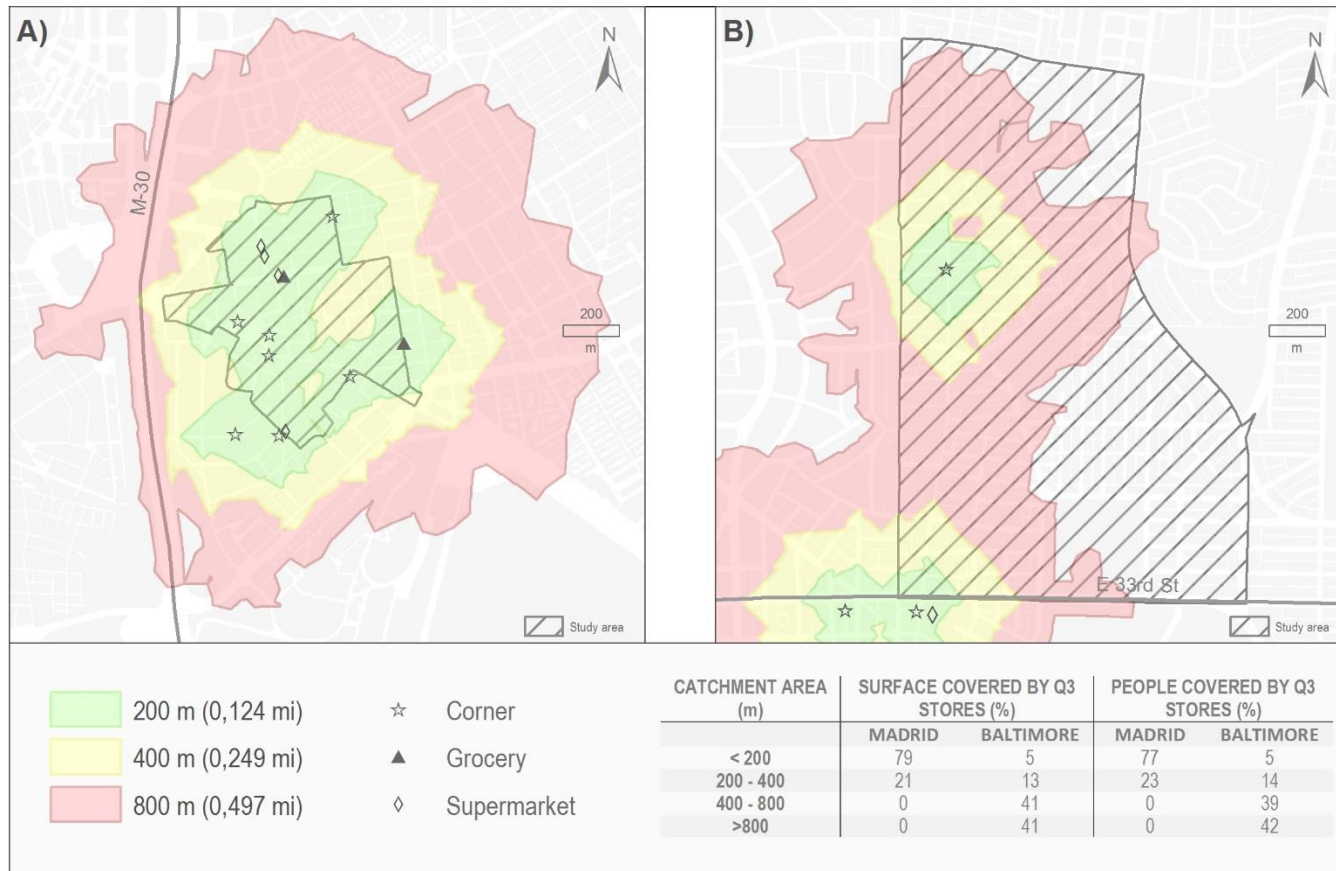 A)
N
M-30
200
m
Study area
B)
N
200
m
E 33rd St
Study area
200 m (0,124 mi)
400 m (0,249 mi)
800 m (0,497 mi)
Corner
Grocery
Supermarket
CATCHMENT AREA (m) SURFACE COVERED BY Q3 STORES (%) PEOPLE COVERED BY Q3 STORES (%)
MADRID BALTIMORE MADRID BALTIMORE
< 200 79 5 77 5
200 - 400 21 13 23 14
400 - 800 0 41 0 39
>800 0 41 0 42